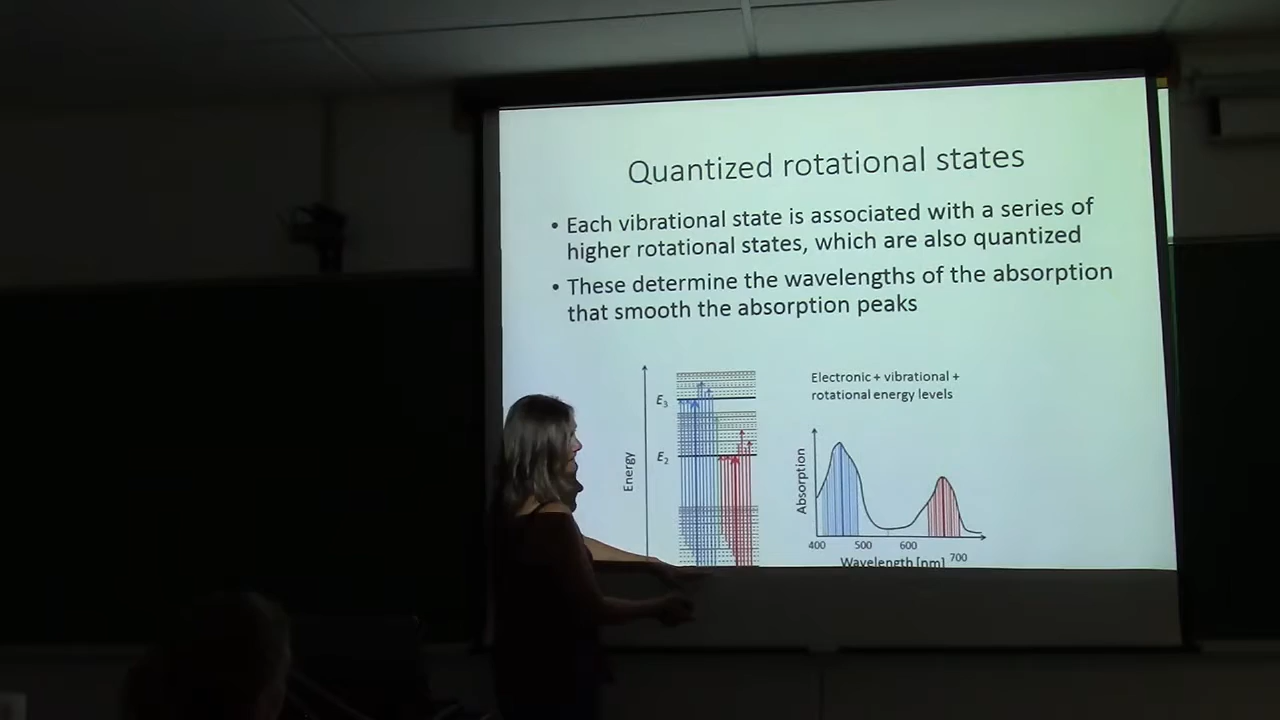 Quantized rotational states
• Each vibrational state is associated with a series of
higher rotational states, which are also quantized
• These determine the wavelengths of the absorption
that smooth the absorption peaks
Energy
E3
E2
Electronic + vibrational +
rotational energy levels
Absorption
400 500 600 700
Wavelength [nm]